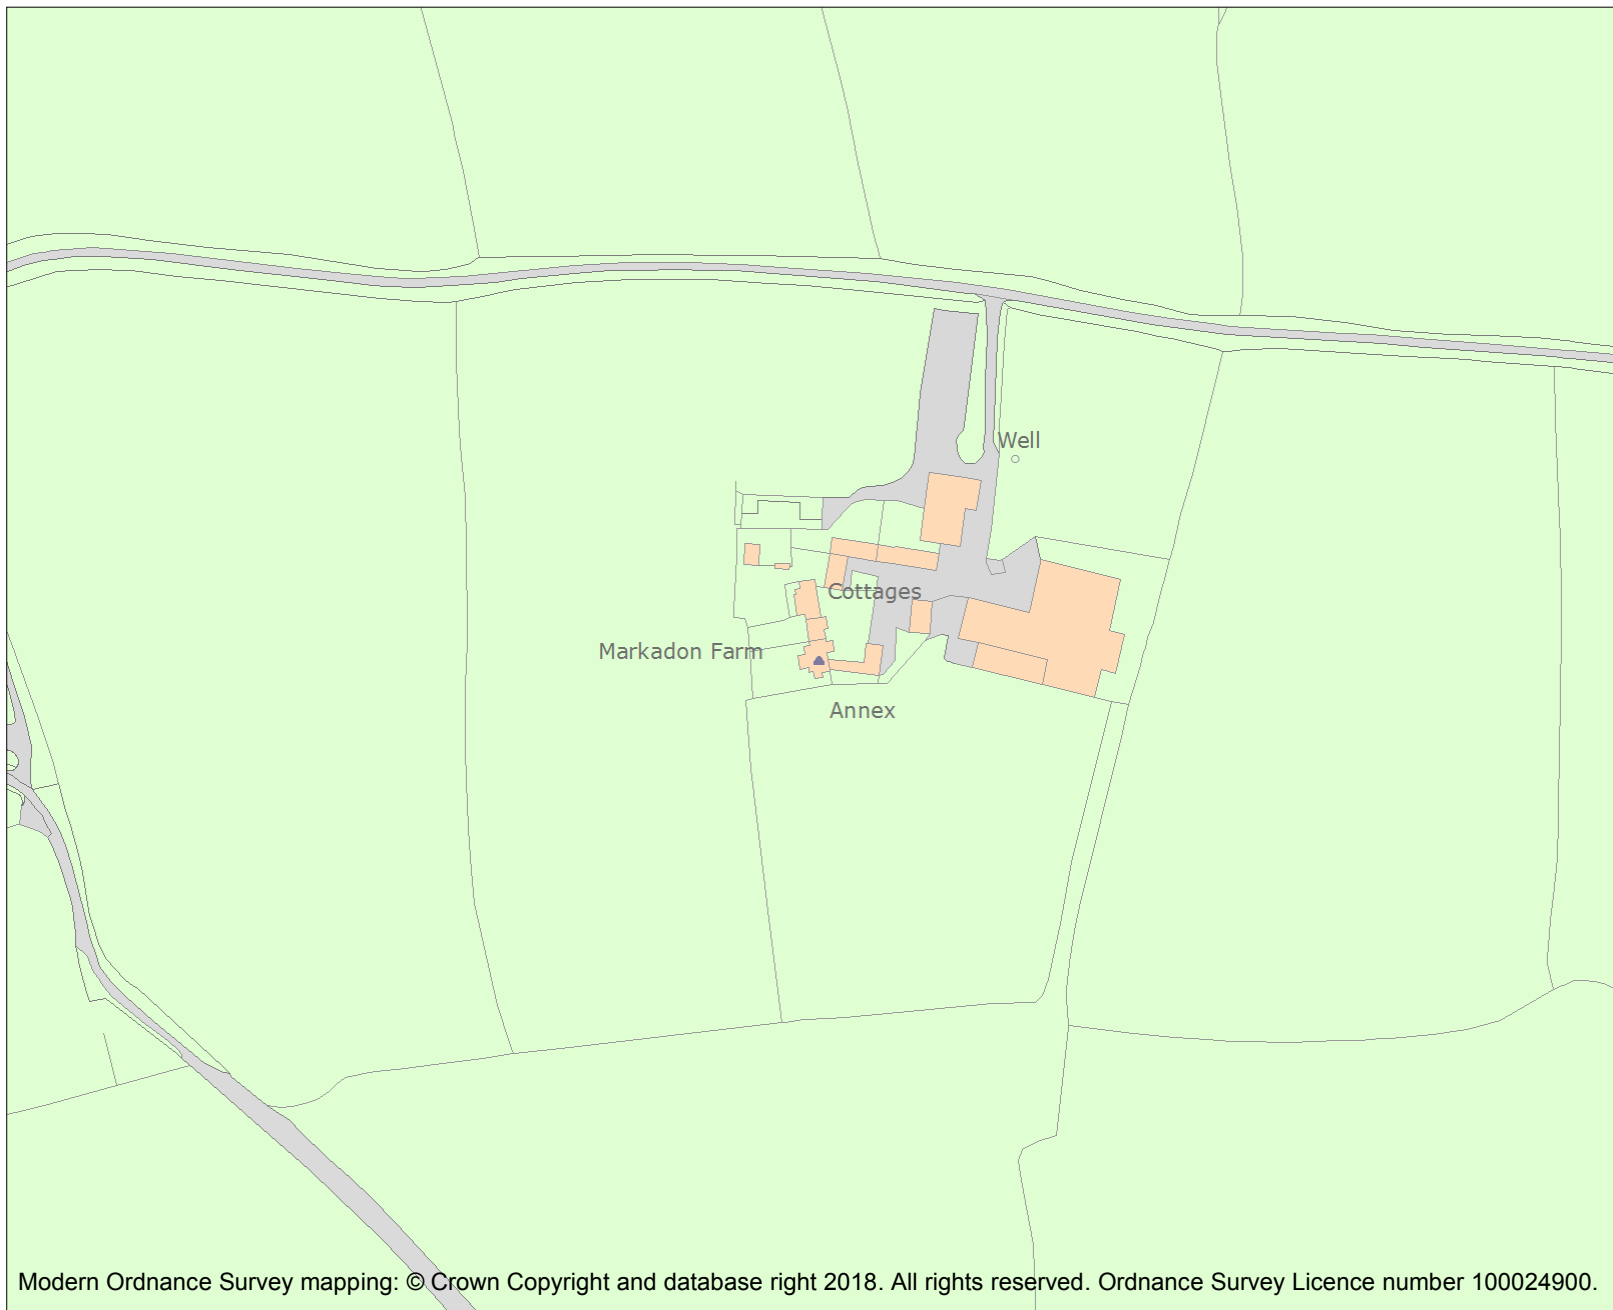 Well
Cottages
Markadon Farm
Annex
Modern Ordnance Survey mapping: © Crown Copyright and database right 2018. All rights reserved. Ordnance Survey Licence number 100024900.